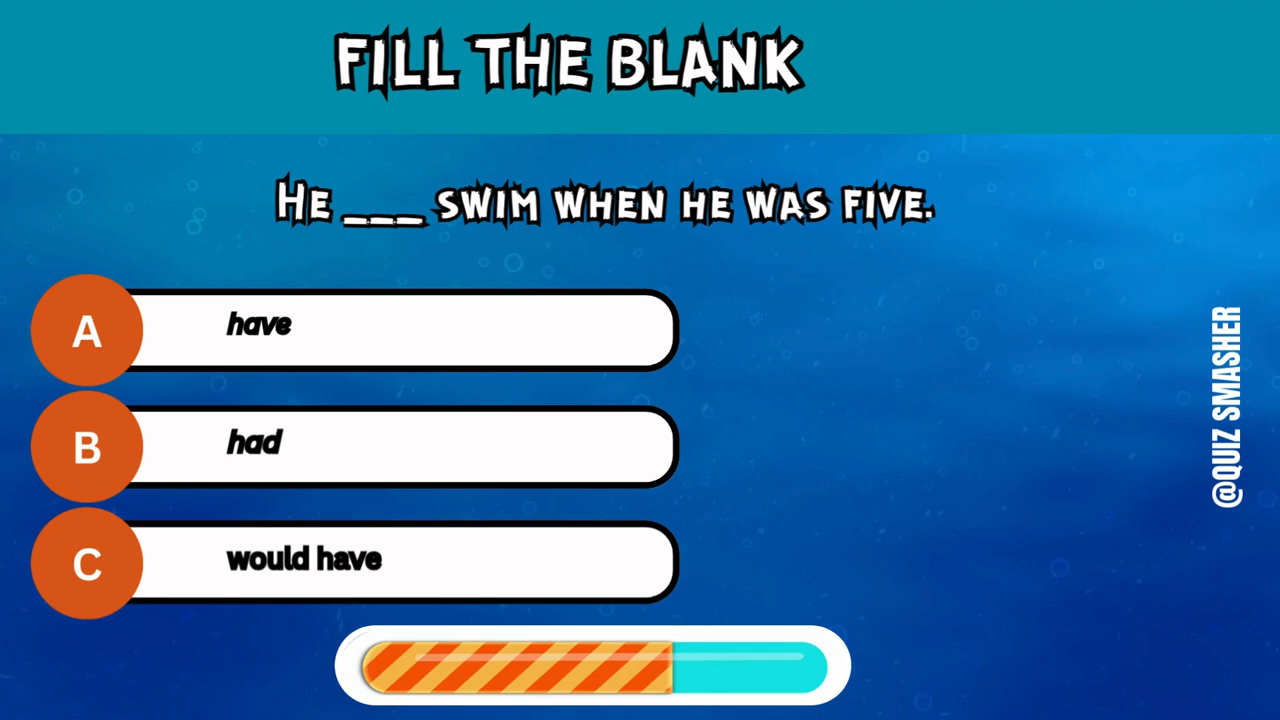 FILL THE BLANK
HE ___ SWIM WHEN HE WAS FIVE.
A have
B had
C would have
@QUIZ SMASHER